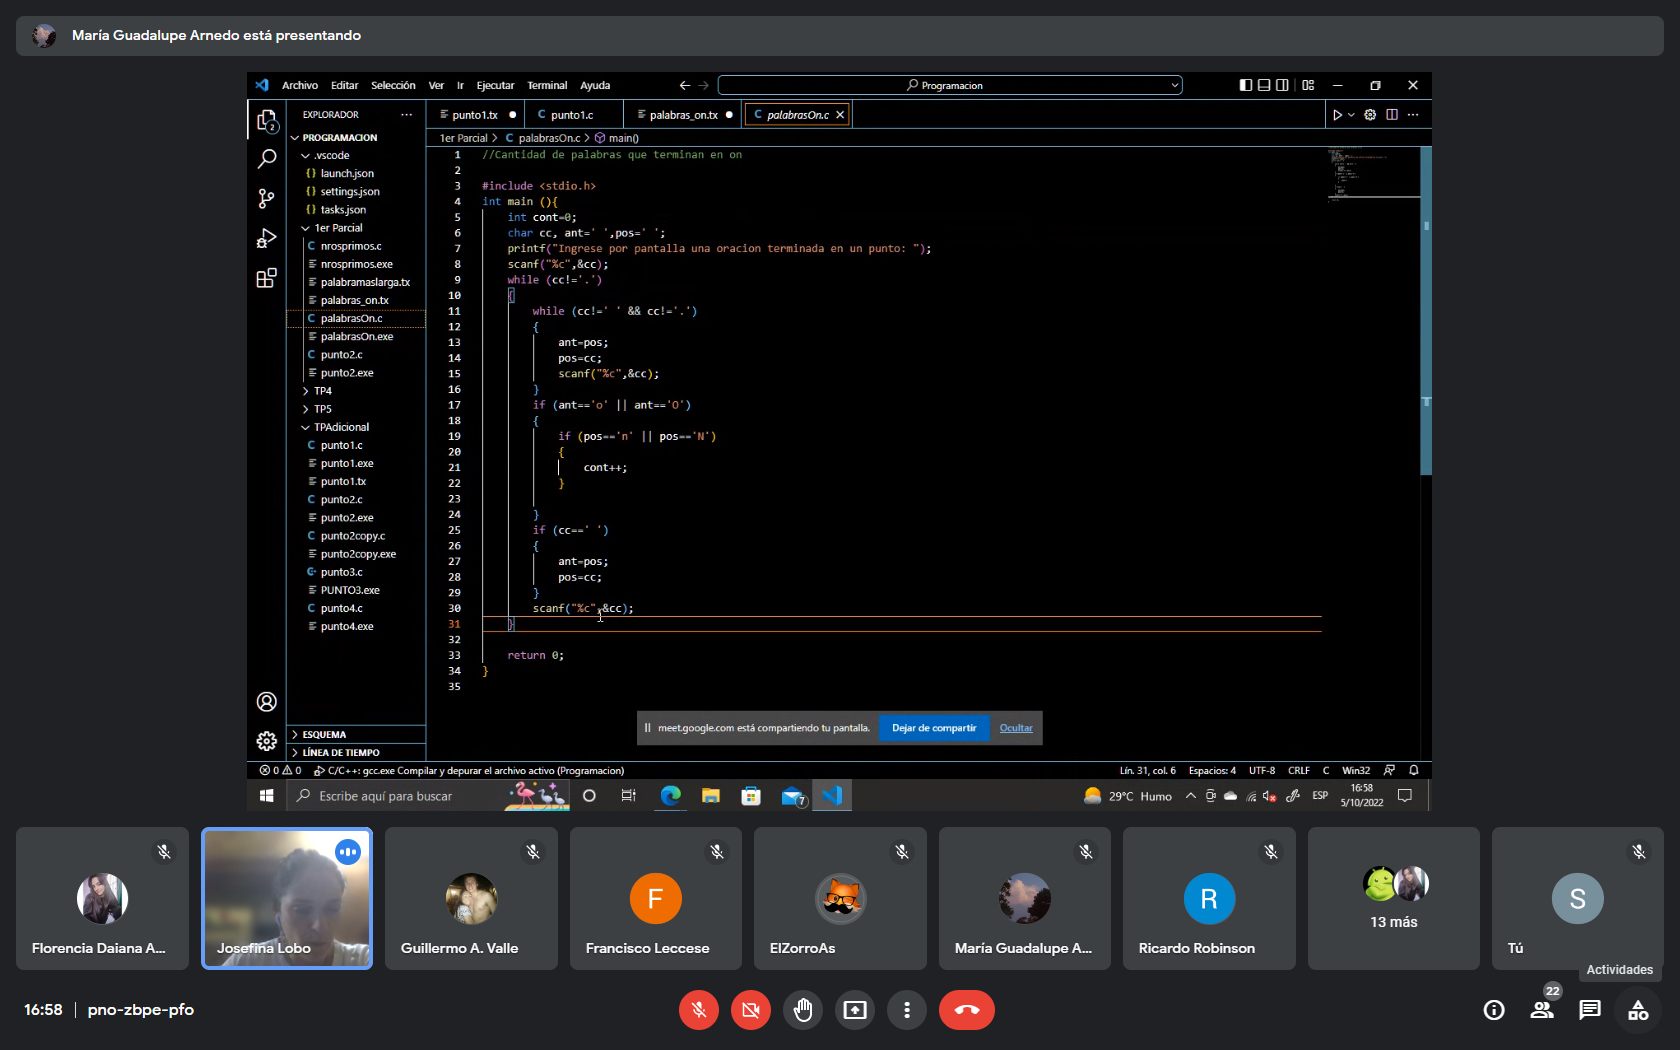 María Guadalupe Arnedo está presentando
Archivo Editar Selección Ver Ir Ejecutar Terminal Ayuda
Programacion
EXPLORADOR
punto1.tx
punto1.c
palabras_on.tx
palabrasOn.c
1er Parcial > palabrasOn.c > main()
2
PROGRAMACION
.vscode
launch.json
settings.json
tasks.json
1er Parcial
nrosprimos.c
nrosprimos.exe
palabramaslarga.tx
palabras_on.tx
palabrasOn.c
palabrasOn.exe
punto2.c
punto2.exe
TP4
TP5
TPAdicional
punto1.c
punto1.exe
punto1.tx
punto2.c
punto2.exe
punto2copy.c
punto2copy.exe
punto3.c
PUNTO3.exe
punto4.c
punto4.exe
ESQUEMA
LÍNEA DE TIEMPO
1 //Cantidad de palabras que terminan en on
2
3 #include <stdio.h>
4 int main (){
5 int cont=0;
6 char cc, ant=' ',pos=' ';
7 printf("Ingrese por pantalla una oracion terminada en un punto: ");
8 scanf("%c",&cc);
9 while (cc!='.')
10 {
11 while (cc!=' ' && cc!='.')
12 {
13 ant=pos;
14 pos=cc;
15 scanf("%c",&cc);
16 }
17 if (ant=='o' || ant=='O')
18 {
19 if (pos=='n' || pos=='N')
20 {
21 cont++;
22 }
23
24 }
25 if (cc==' ')
26 {
27 ant=pos;
28 pos=cc;
29 }
30 scanf("%c",&cc);
31 }
32
33 return 0;
34 }
35
meet.google.com está compartiendo tu pantalla.
Dejar de compartir
Ocultar
0 0 C/C++: gcc.exe Compilar y depurar el archivo activo (Programacion)
Lín. 31, col. 6 Espacios: 4 UTF-8 CRLF C Win32
Escribe aquí para buscar
7
29°C Humo
ESP
16:58
5/10/2022
Florencia Daiana A...
Josefina Lobo
Guillermo A. Valle
F
Francisco Leccese
ElZorroAs
María Guadalupe A...
R
Ricardo Robinson
13 más
S
Tú
Actividades
16:58 | pno-zbpe-pfo
22